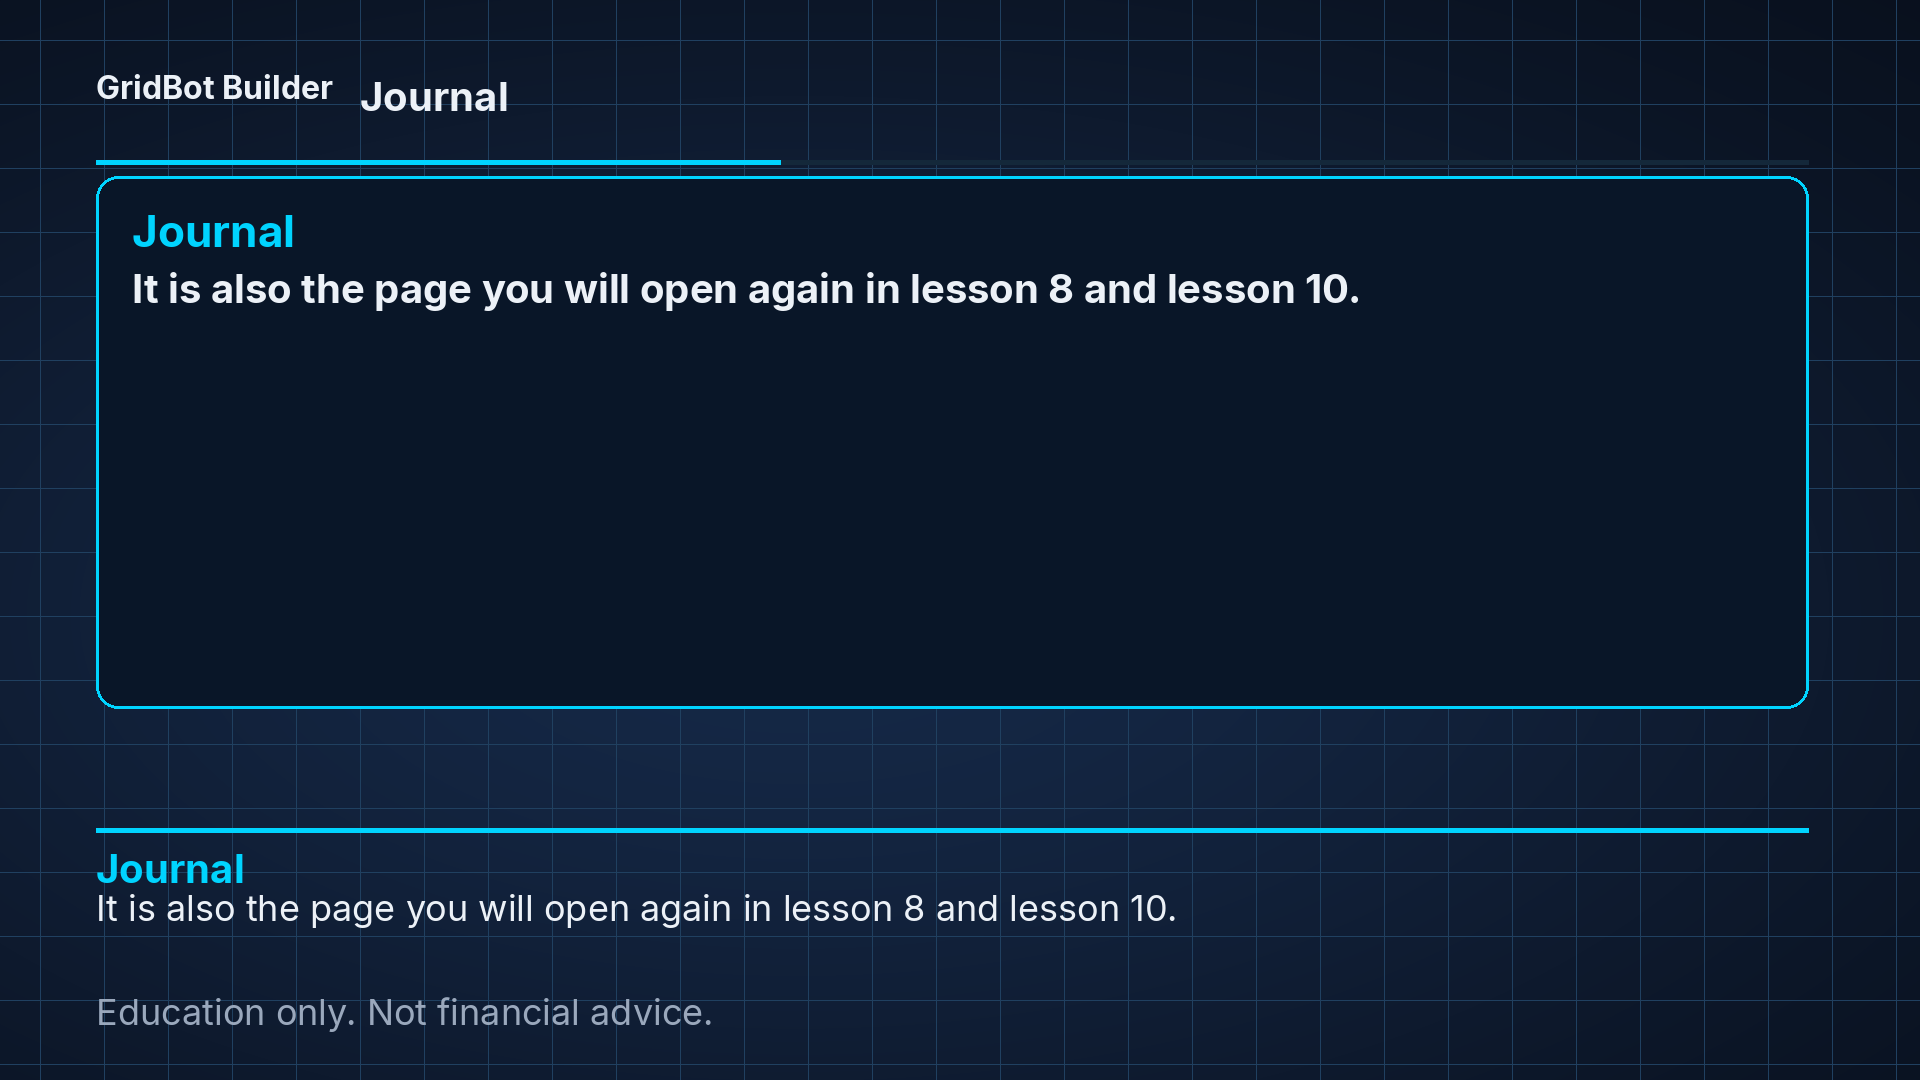 GridBot Builder
Journal
Journal
It is also the page you will open again in lesson 8 and lesson 10.
Journal
It is also the page you will open again in lesson 8 and lesson 10.
Education only. Not financial advice.